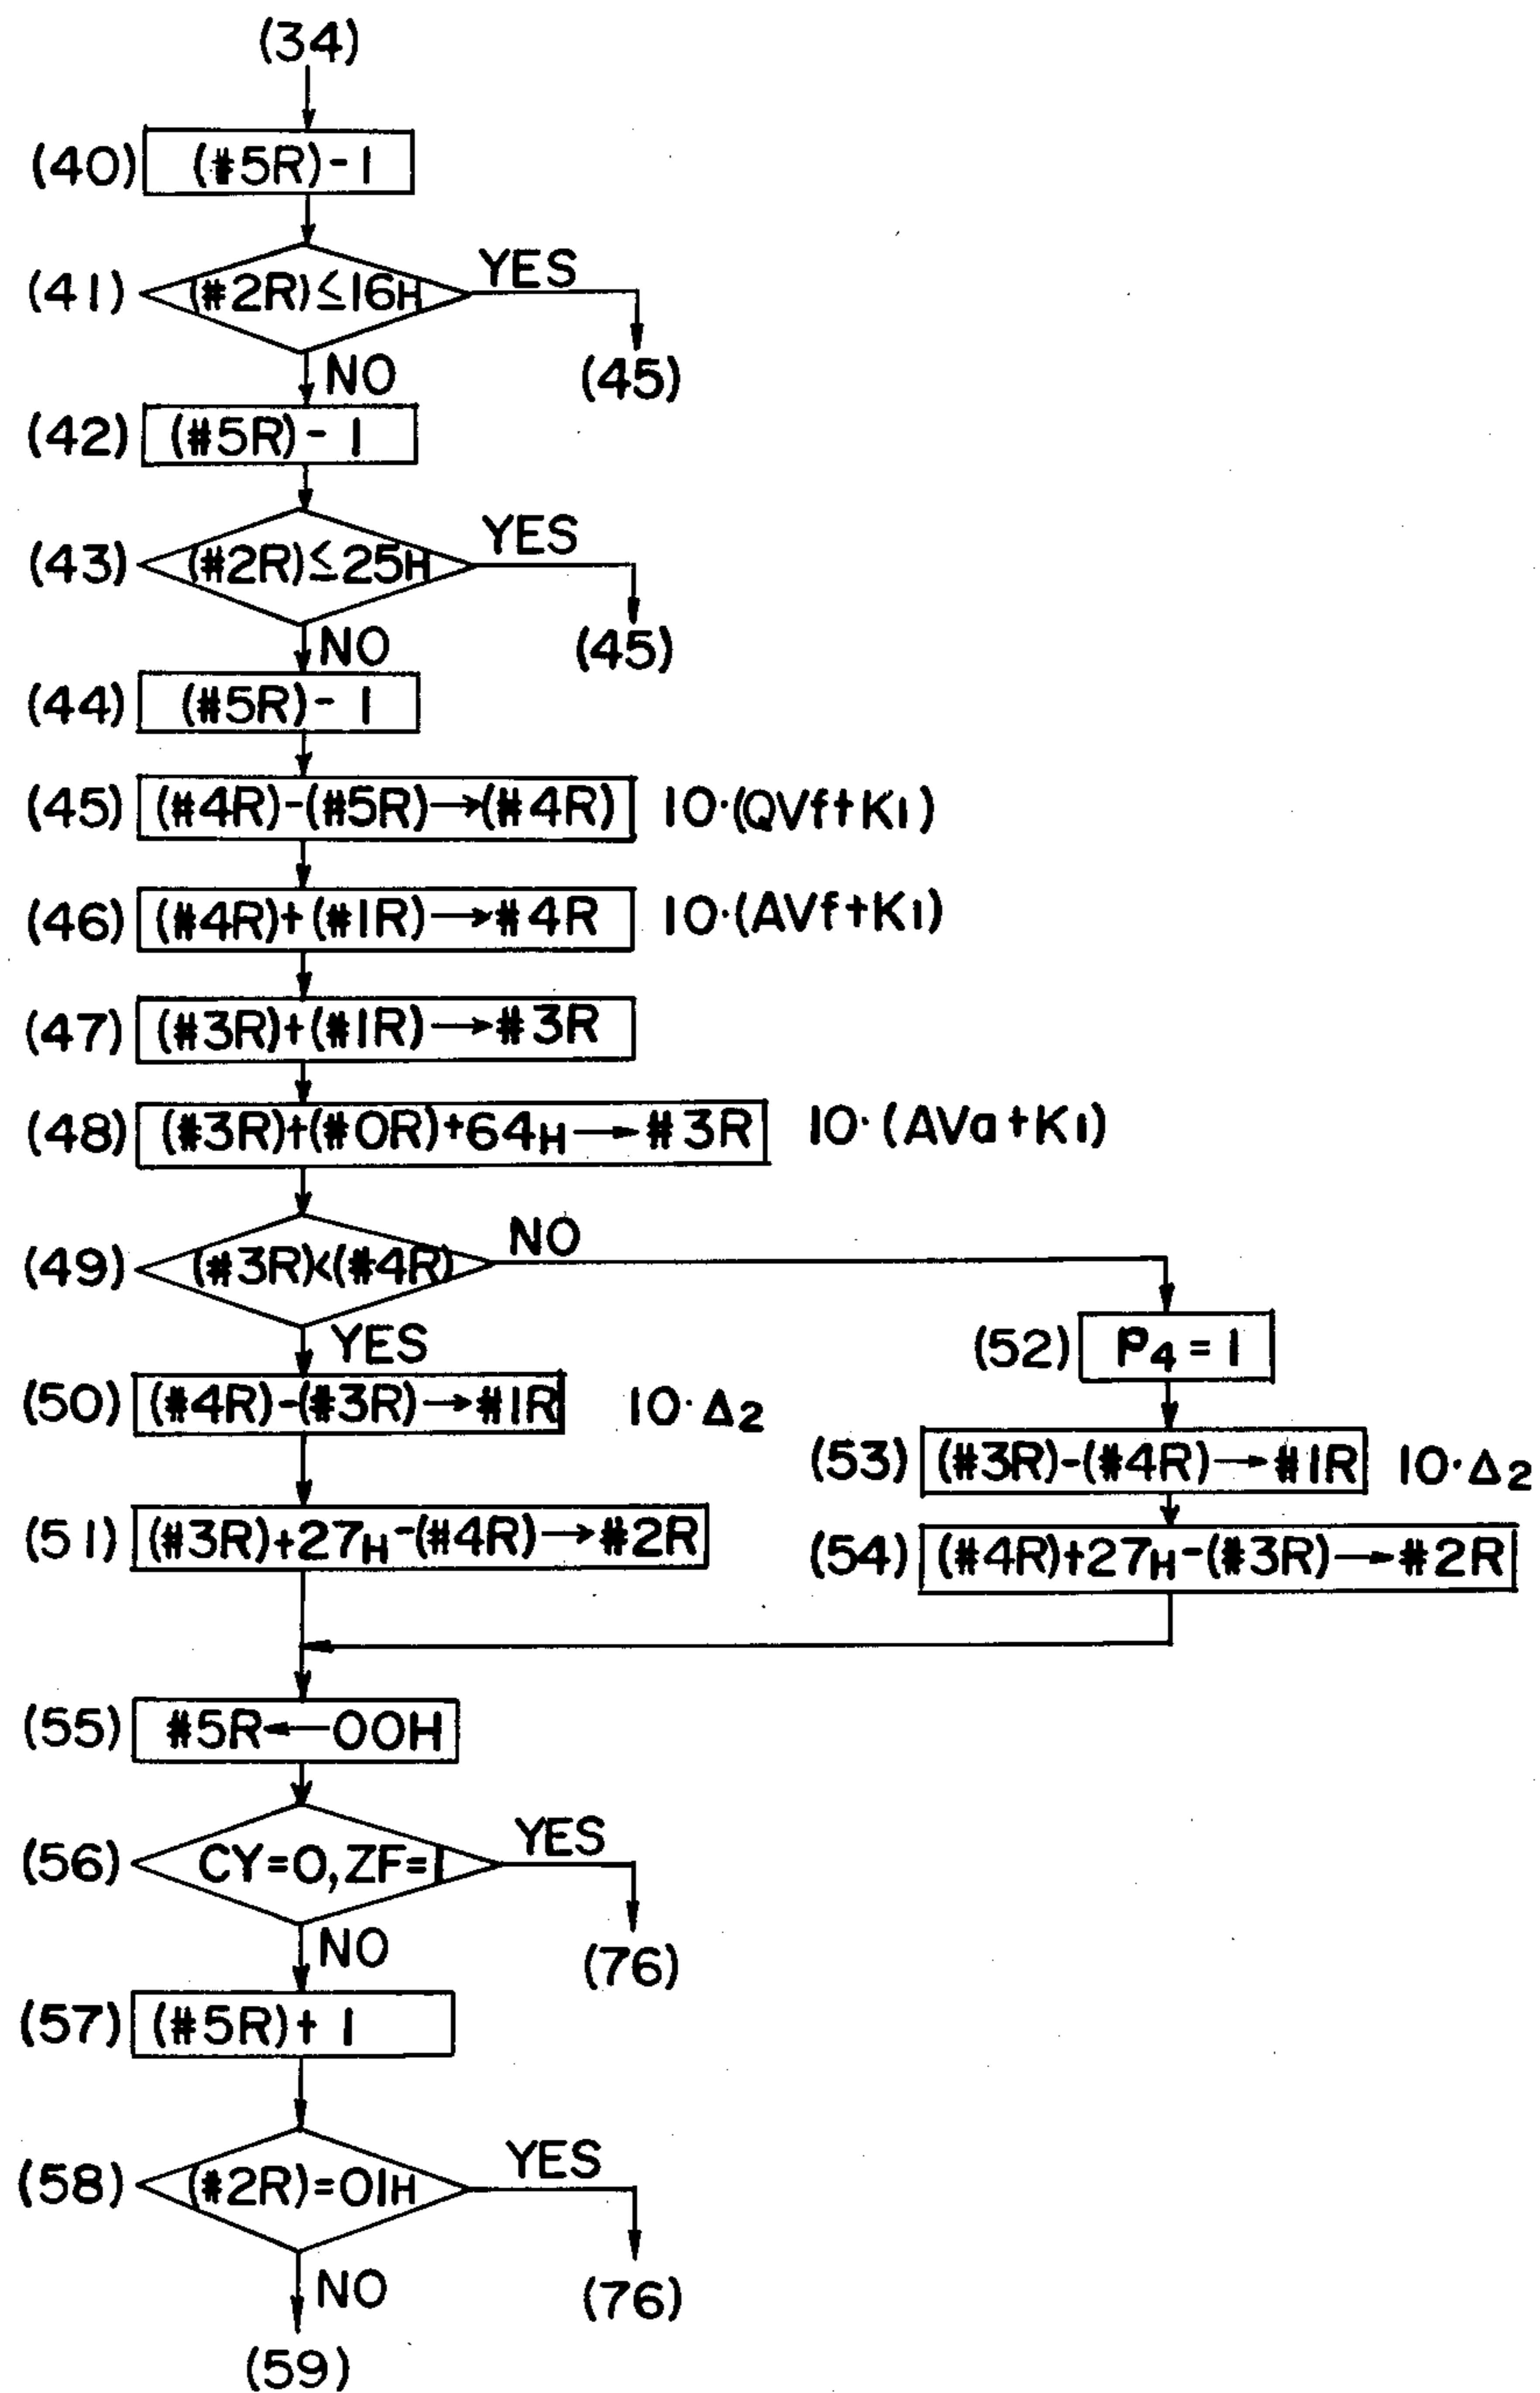 (34)
(40) (#5R)-1
(41) (#2R)≤16H YES
(45)
NO
(42) (#5R)-1
(43) (#2R)≤25H YES
(45)
NO
(44) (#5R)-1
(45) (#4R)-(#5R)→(#4R) 10·(QVf+K1)
(46) (#4R)+(#1R)→#4R 10·(AVf+K1)
(47) (#3R)+(#1R)→#3R
(48) (#3R)+(#0R)+64H→#3R 10·(AVa+K1)
(49) (#3R)<(#4R) NO
YES
(52) P4=1
(50) (#4R)-(#3R)→#1R 10·Δ2
(53) (#3R)-(#4R)→#1R 10·Δ2
(51) (#3R)+27H-(#4R)→#2R
(54) (#4R)+27H-(#3R)→#2R
(55) #5R←00H
(56) CY=0,ZF=1 YES
(76)
NO
(57) (#5R)+1
(58) (#2R)=01H YES
(76)
NO
(59)